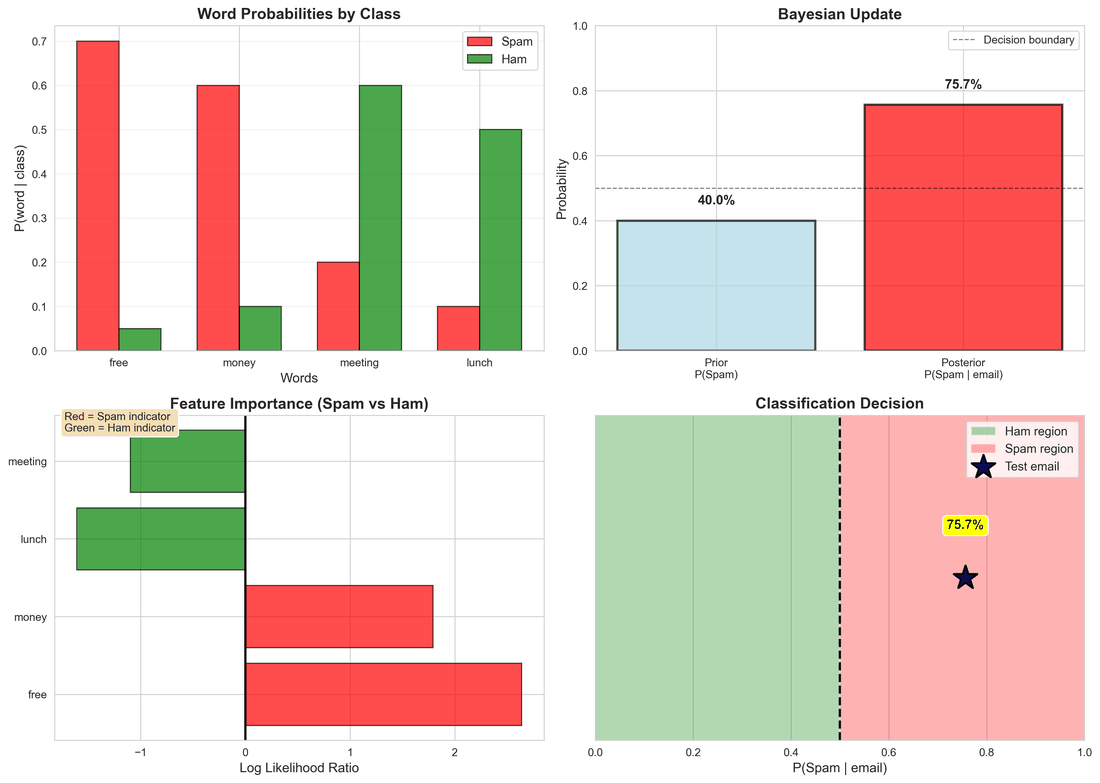 Word Probabilities by Class
P(word | class)
0.7
0.6
0.5
0.4
0.3
0.2
0.1
0.0
Spam
Ham
free money meeting lunch
Words
Bayesian Update
Probability
1.0
0.8
0.6
0.4
0.2
0.0
Decision boundary
40.0%
75.7%
Prior
P(Spam)
Posterior
P(Spam | email)
Feature Importance (Spam vs Ham)
Red = Spam indicator
Green = Ham indicator
meeting
lunch
money
free
−1 0 1 2
Log Likelihood Ratio
Classification Decision
Ham region
Spam region
Test email
75.7%
0.0 0.2 0.4 0.6 0.8 1.0
P(Spam | email)